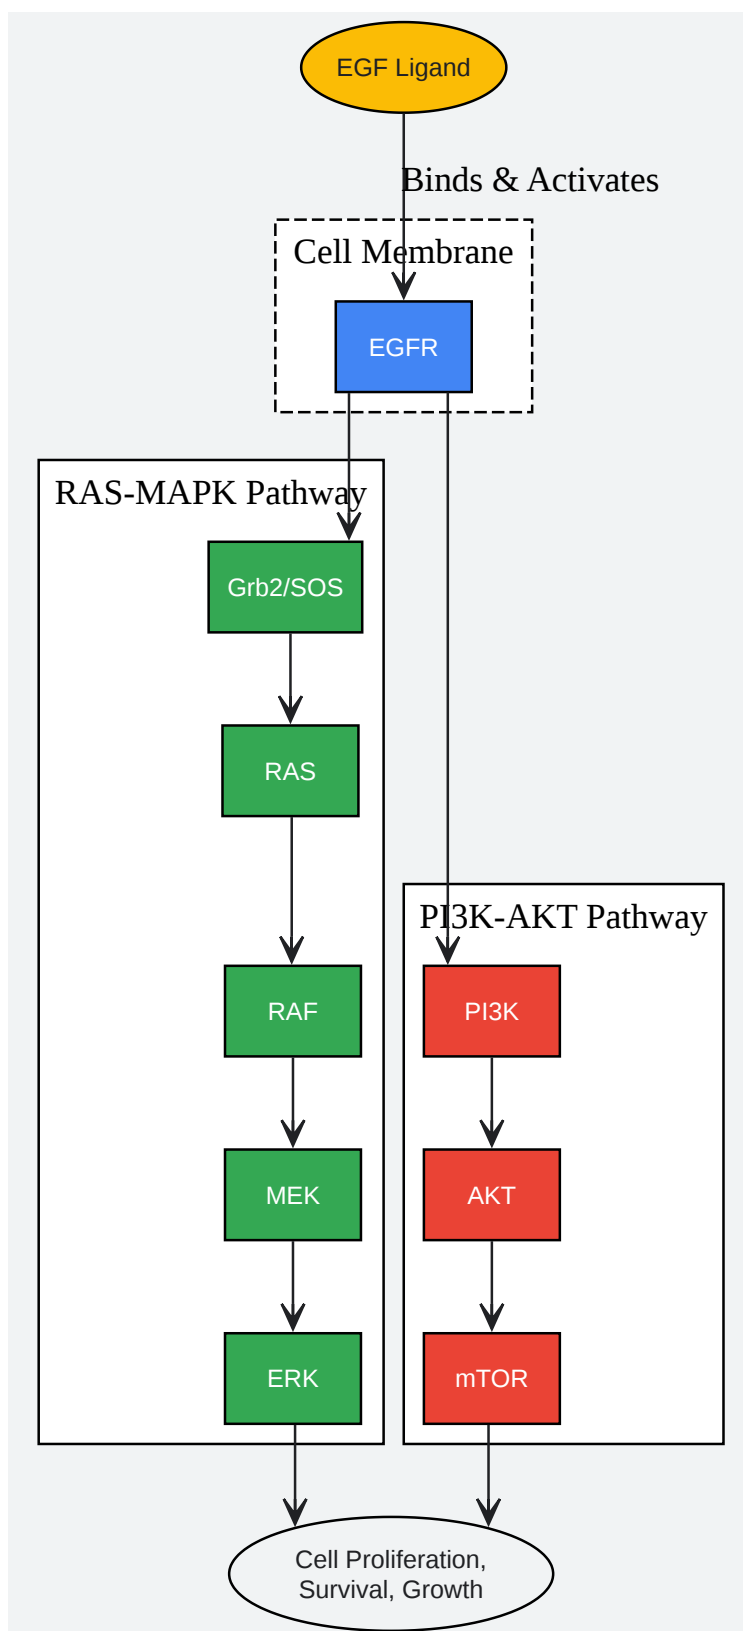 EGF Ligand
Binds & Activates
Cell Membrane
EGFR
RAS-MAPK Pathway
Grb2/SOS
RAS
RAF
MEK
ERK
PI3K-AKT Pathway
PI3K
AKT
mTOR
Cell Proliferation,
Survival, Growth